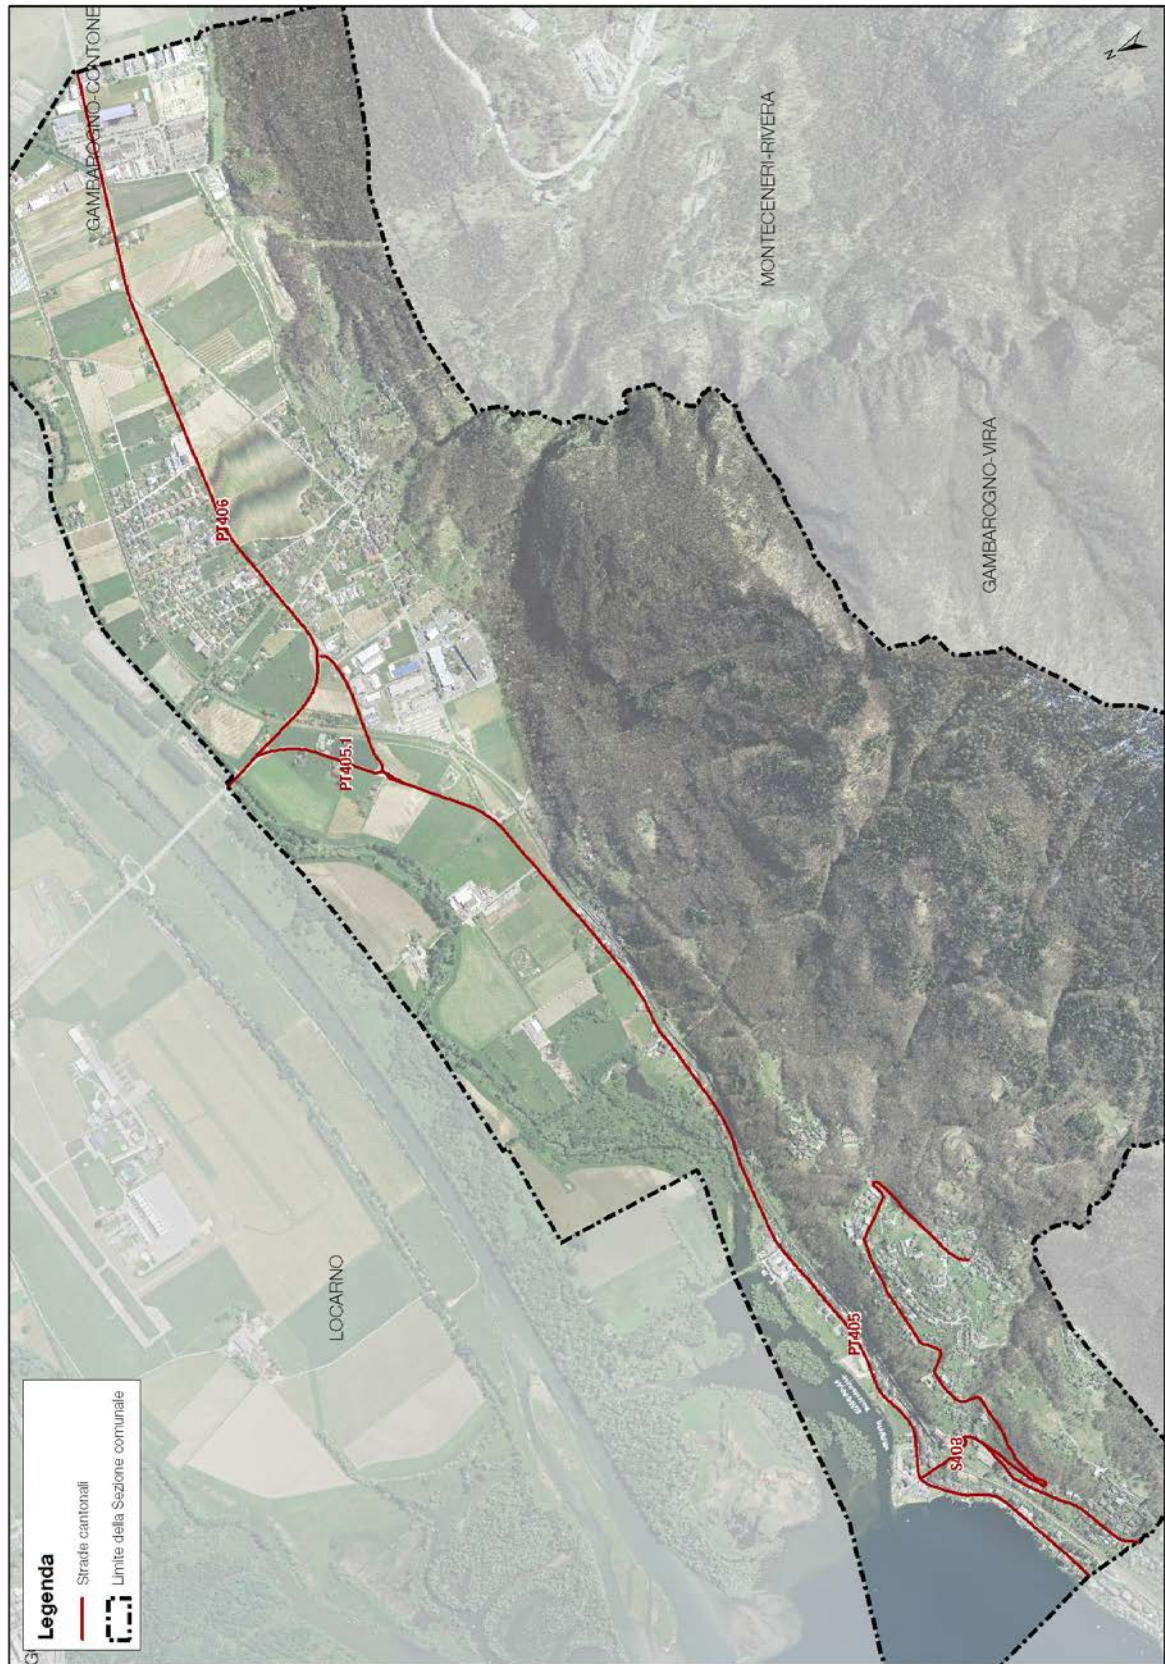 GAMBAROGNO-CONTONE
N
MONTECENERI-RIVERA
GAMBAROGNO-VIRA
PT406
PT405.1
LOCARNO
PT405
S403
Legenda
Strade cantonali
Limite della Sezione comunale